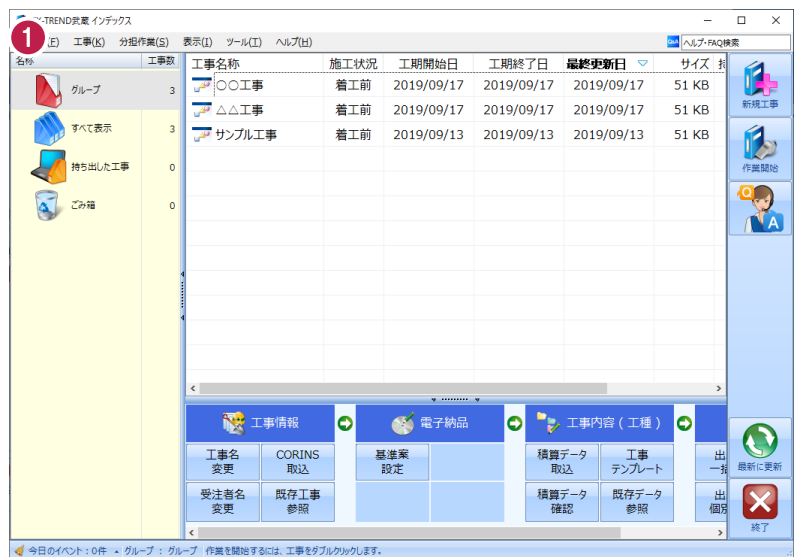 -TREND武蔵 インデックス
1
(F) 工事(K) 分担作業(S) 表示(I) ツール(T) ヘルプ(H) Q&A ヘルプ・FAQ検索
名称 工事数
グループ 3
すべて表示 3
持ち出した工事 0
ごみ箱 0
工事名称 施工状況 工期開始日 工期終了日 最終更新日 サイズ
〇〇工事 着工前 2019/09/17 2019/09/17 2019/09/17 51 KB
△△工事 着工前 2019/09/17 2019/09/17 2019/09/17 51 KB
サンプル工事 着工前 2019/09/13 2019/09/13 2019/09/13 51 KB
新規工事
作業開始
Q
A
工事情報 電子納品 工事内容(工種)
工事名
変更
CORINS
取込
基準案
設定
積算データ
取込
工事
テンプレート
出
一括
受注者名
変更
既存工事
参照
積算データ
確認
既存データ
参照
出
個別
最新に更新
終了
今日のイベント:0件 グループ : グループ 作業を開始するには、工事をダブルクリックします。